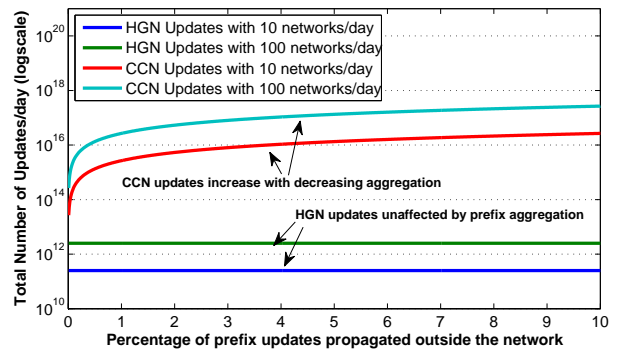 Total Number of Updates/day (logscale)
10^20
10^18
10^16
10^14
10^12
10^10
HGN Updates with 10 networks/day
HGN Updates with 100 networks/day
CCN Updates with 10 networks/day
CCN Updates with 100 networks/day
CCN updates increase with decreasing aggregation
HGN updates unaffected by prefix aggregation
0 1 2 3 4 5 6 7 8 9 10
Percentage of prefix updates propagated outside the network